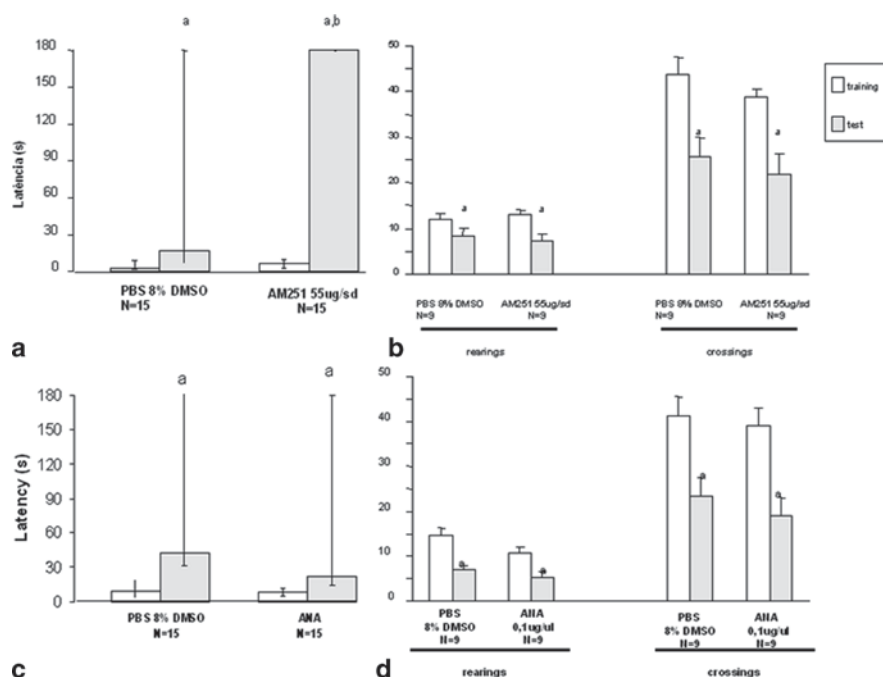 a a,b
180
150
120
90
60
30
0
Latência (s)
PBS 8% DMSO
N=15
AM251 55ug/sd
N=15
a
50
40
30
20
10
0
a a a a
PBS 8% DMSO
N=9
AM251 55ug/sd
N=9
PBS 8% DMSO
N=9
AM251 55ug/sd
N=9
rearings crossings
training
test
b
a a
180
150
120
90
60
30
0
Latency (s)
PBS 8% DMSO
N=15
ANA
N=15
c
50
40
30
20
10
0
a a a a
PBS
8% DMSO
N=9
ANA
0,1ug/ul
N=9
PBS
8% DMSO
N=9
ANA
0,1ug/ul
N=9
rearings crossings
d